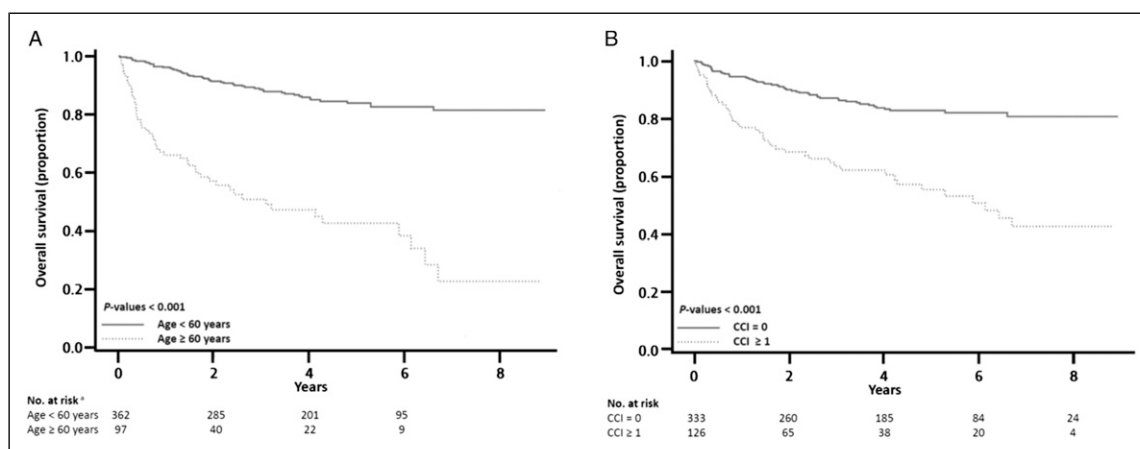 A
Overall survival (proportion)
1.0
0.8
0.6
0.4
0.2
0.0
P-values < 0.001
Age < 60 years
Age ≥ 60 years
0 2 4 6 8
Years
No. at risk a
Age < 60 years 362 285 201 95
Age ≥ 60 years 97 40 22 9
B
Overall survival (proportion)
1.0
0.8
0.6
0.4
0.2
0.0
P-values < 0.001
CCI = 0
CCI ≥ 1
0 2 4 6 8
Years
No. at risk
CCI = 0 333 260 185 84 24
CCI ≥ 1 126 65 38 20 4